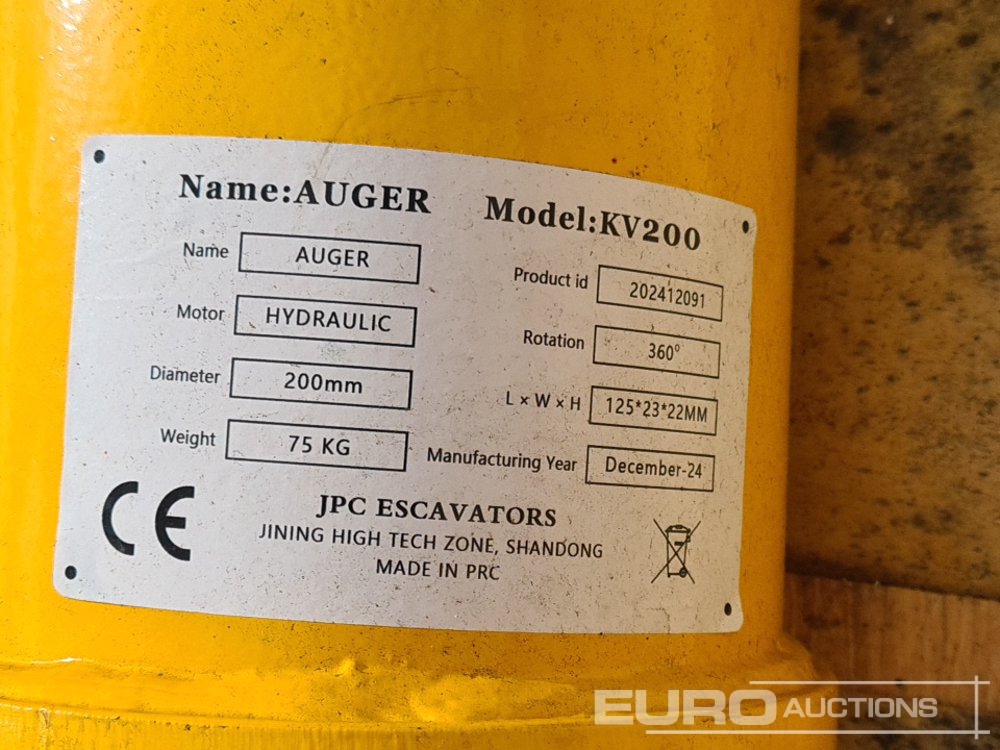 Name:AUGER
Model:KV200
Name AUGER
Product id 202412091
Motor HYDRAULIC
Rotation 360°
Diameter 200mm
L × W × H 125*23*22MM
Weight 75 KG
Manufacturing Year December-24
CE
JPC ESCAVATORS
JINING HIGH TECH ZONE, SHANDONG
MADE IN PRC
EURO AUCTIONS